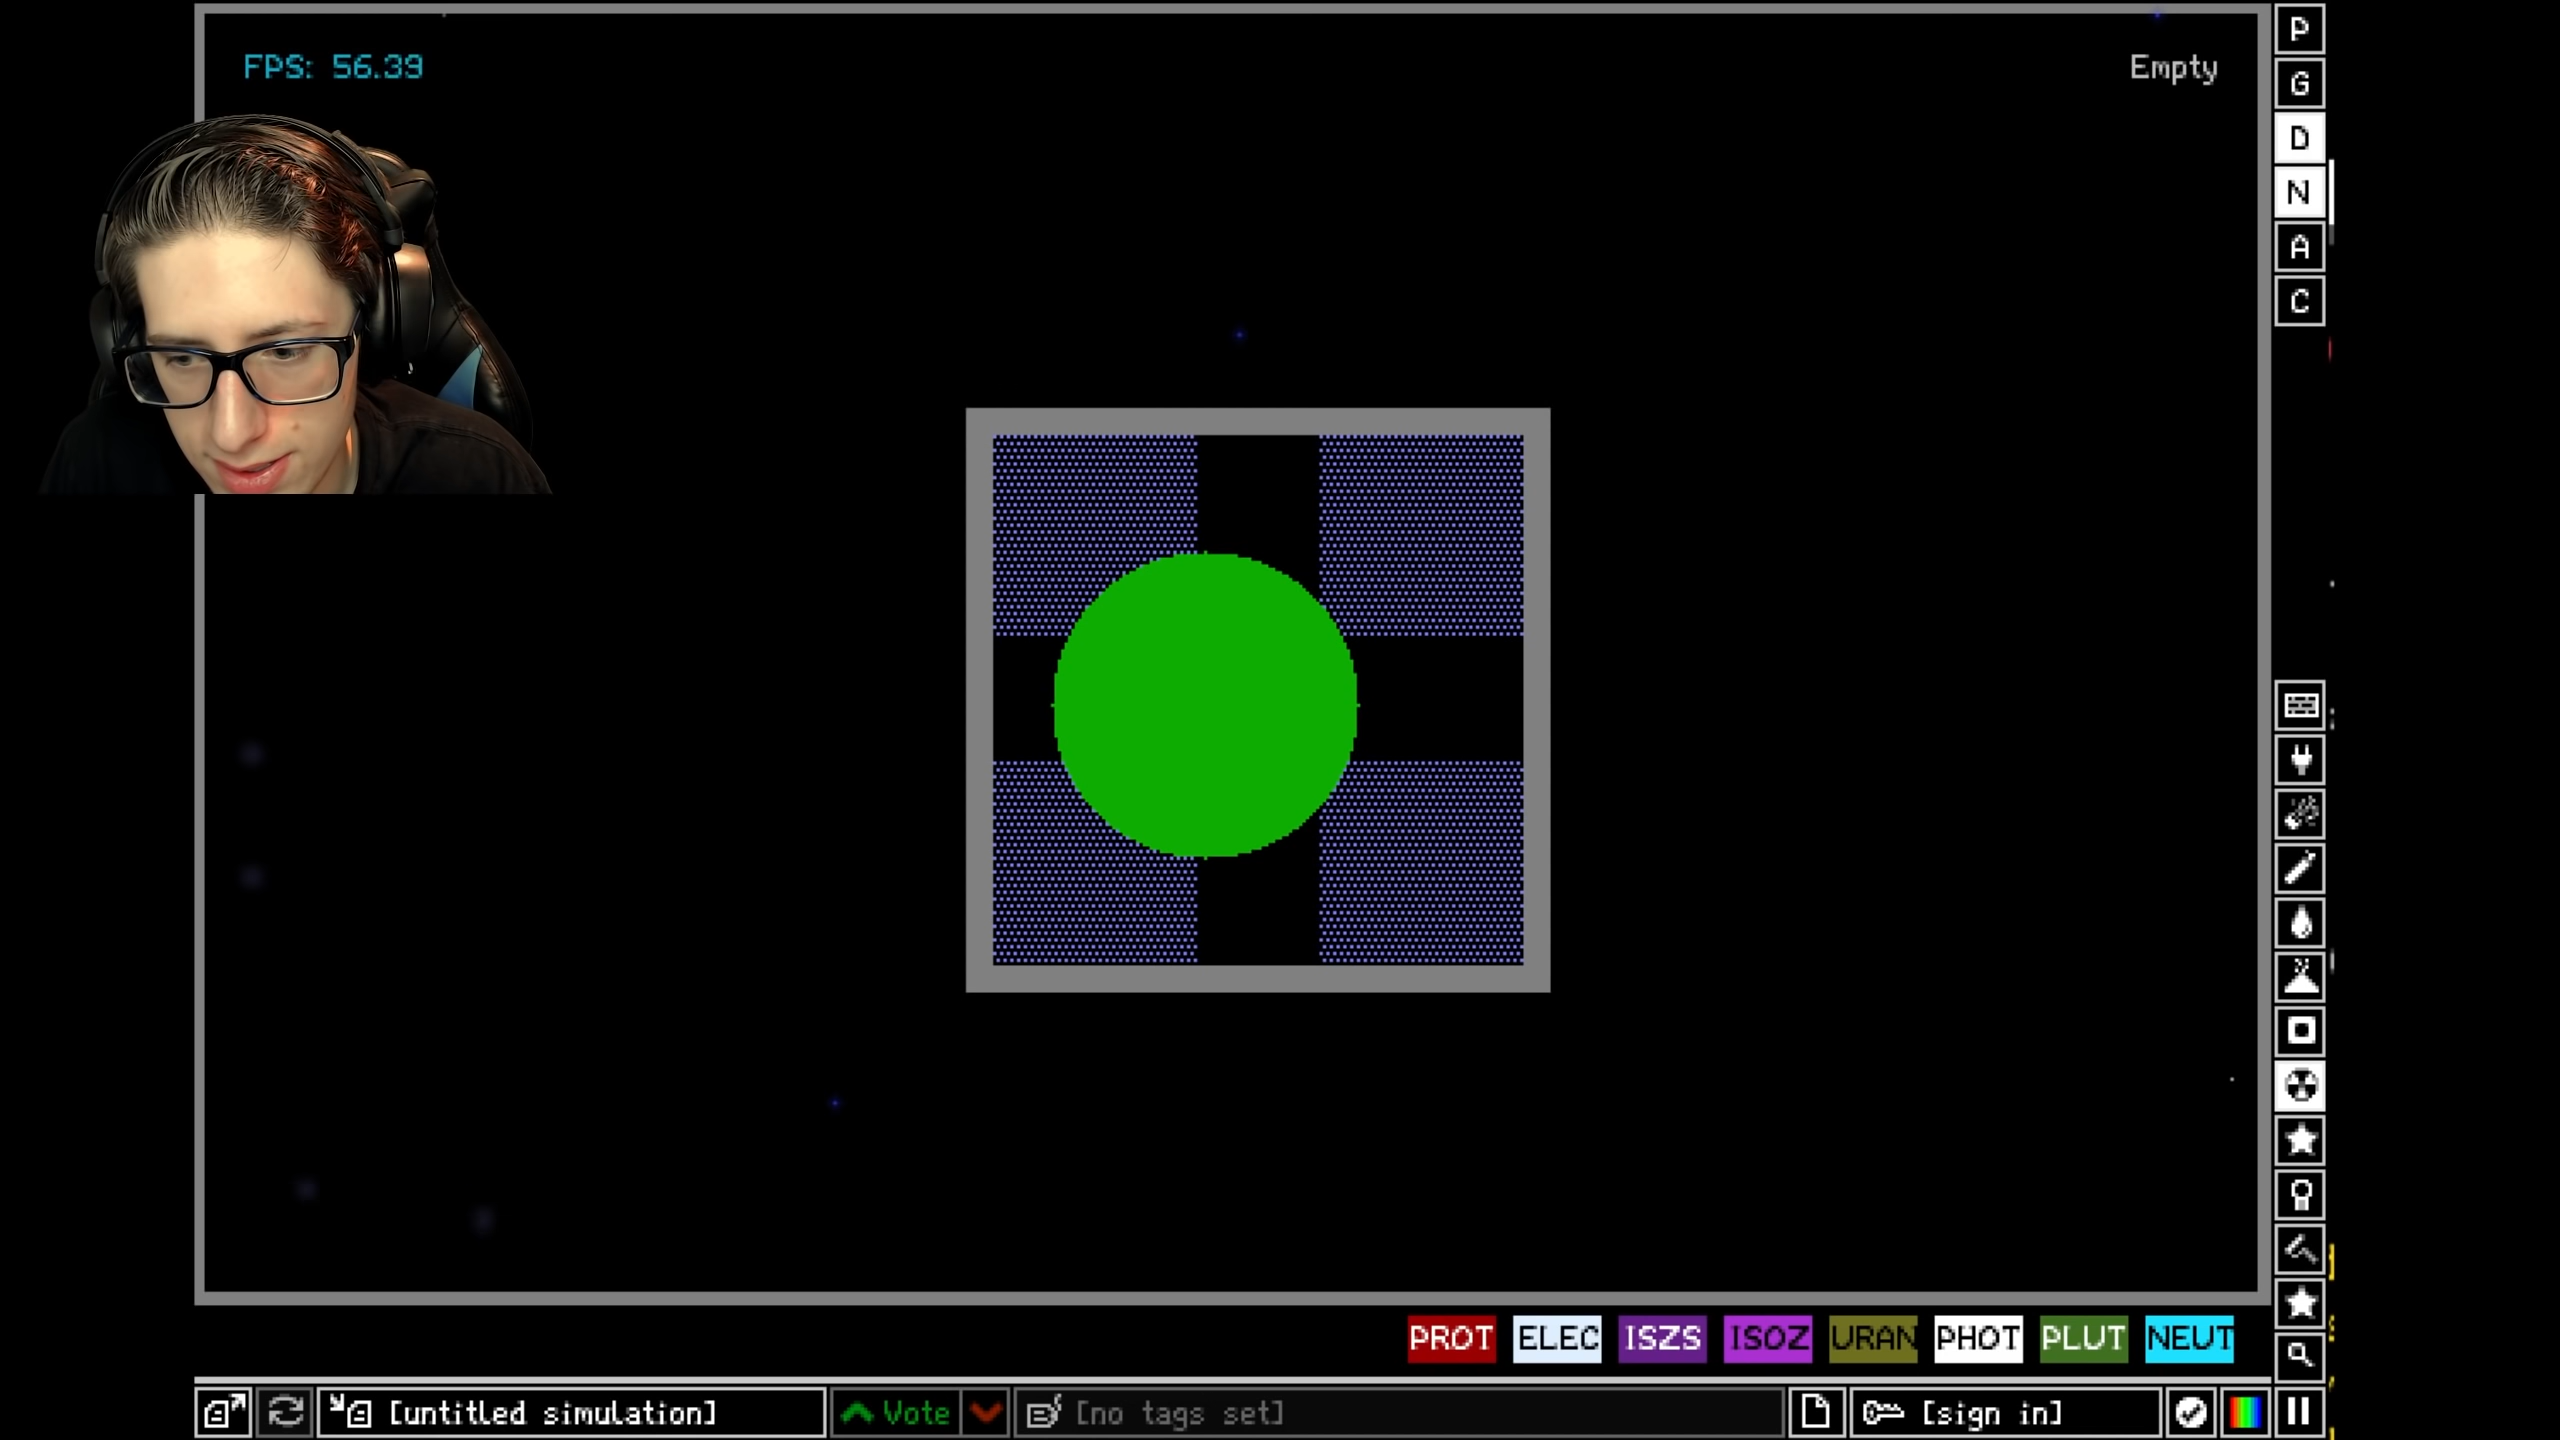 FPS: 56.39
Empty
P
G
D
N
A
C
PROT ELEC ISZS ISOZ URAN PHOT PLUT NEUT
[untitled simulation] Vote [no tags set] [sign in]